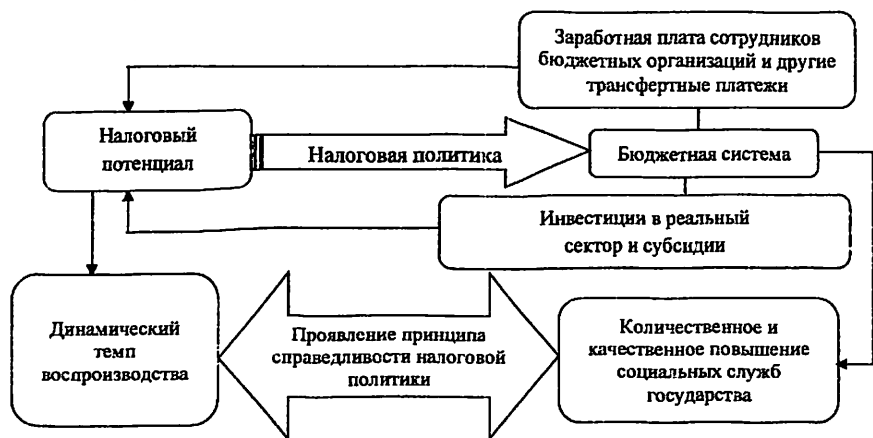 Заработная плата сотрудников
бюджетных организаций и другие
трансфертные платежи
Налоговый
потенциал
Налоговая политика
Бюджетная система
Инвестиции в реальный
сектор и субсидии
Динамический
темп
воспроизводства
Проявление принципа
справедливости налоговой
политики
Количественное и
качественное повышение
социальных служб
государства